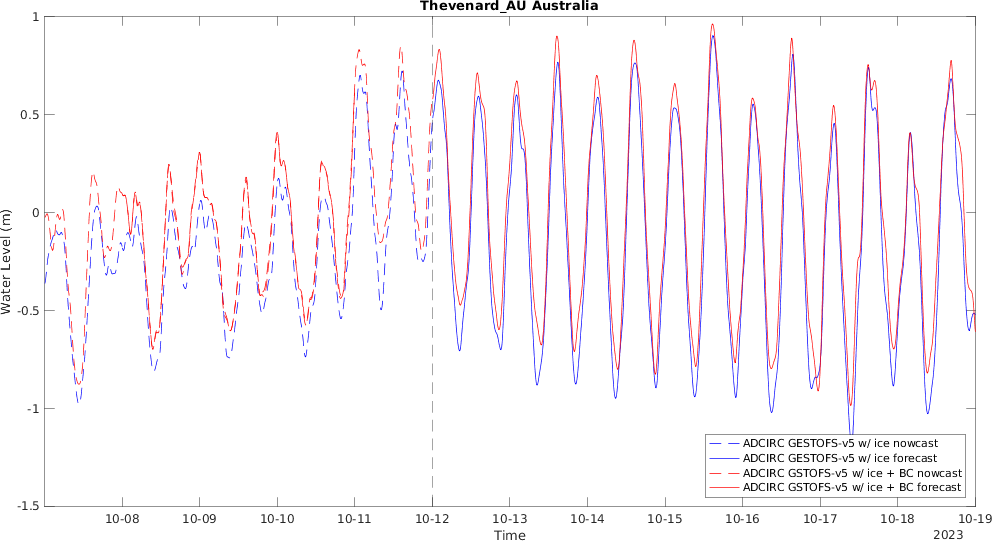 Thevenard_AU Australia
1
0.5
0
-0.5
-1
-1.5
Water Level (m)
10-08
10-09
10-10
10-11
10-12
10-13
10-14
10-15
10-16
10-17
10-18
10-19
Time
2023
ADCIRC GESTOFS-v5 w/ ice nowcast
ADCIRC GESTOFS-v5 w/ ice forecast
ADCIRC GSTOFS-v5 w/ ice + BC nowcast
ADCIRC GSTOFS-v5 w/ ice + BC forecast